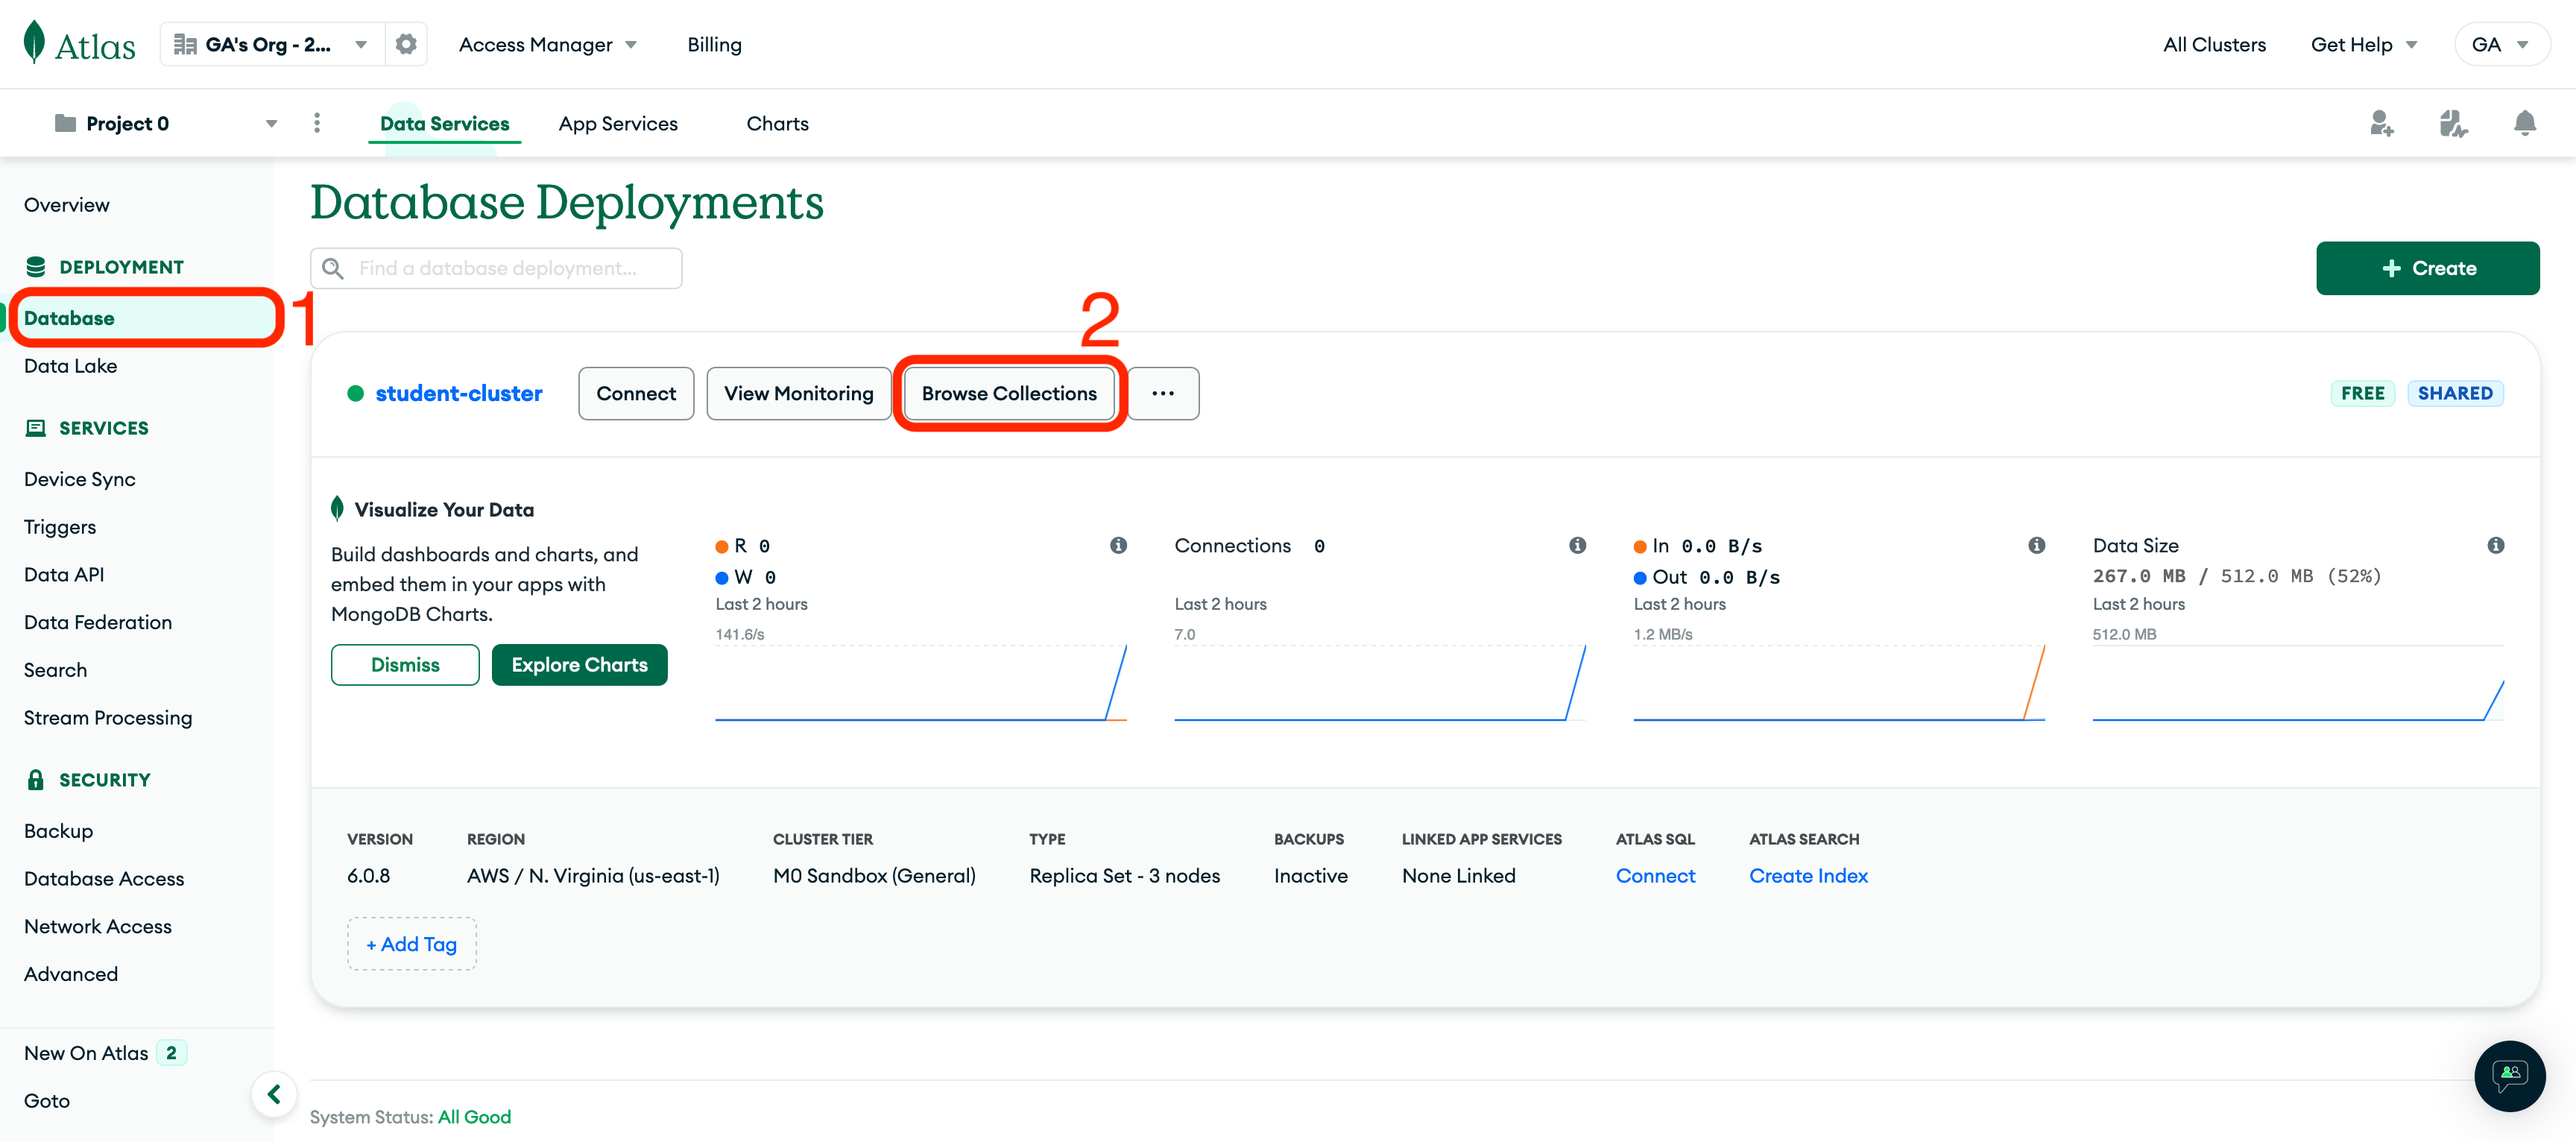 Atlas
GA's Org - 2...
Access Manager
Billing
All Clusters
Get Help
GA
Project 0
Data Services
App Services
Charts
Overview
DEPLOYMENT
Database
1
Data Lake
SERVICES
Device Sync
Triggers
Data API
Data Federation
Search
Stream Processing
SECURITY
Backup
Database Access
Network Access
Advanced
New On Atlas 2
Goto
Database Deployments
Find a database deployment...
+ Create
2
student-cluster
Connect
View Monitoring
Browse Collections
...
FREE
SHARED
Visualize Your Data
Build dashboards and charts, and
embed them in your apps with
MongoDB Charts.
Dismiss
Explore Charts
R 0
W 0
Last 2 hours
141.6/s
Connections 0
Last 2 hours
7.0
In 0.0 B/s
Out 0.0 B/s
Last 2 hours
1.2 MB/s
Data Size
267.0 MB / 512.0 MB (52%)
Last 2 hours
512.0 MB
VERSION
6.0.8
REGION
AWS / N. Virginia (us-east-1)
CLUSTER TIER
M0 Sandbox (General)
TYPE
Replica Set - 3 nodes
BACKUPS
Inactive
LINKED APP SERVICES
None Linked
ATLAS SQL
Connect
ATLAS SEARCH
Create Index
+ Add Tag
System Status: All Good